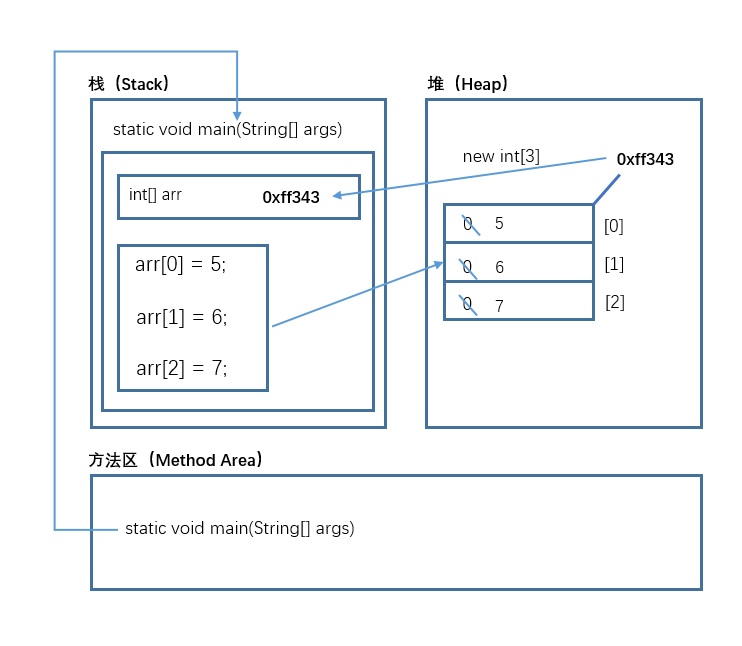 栈（Stack）
static void main(String[] args)
int[] arr 0xff343
arr[0] = 5;
arr[1] = 6;
arr[2] = 7;
堆（Heap）
new int[3] 0xff343
0 5 [0]
0 6 [1]
0 7 [2]
方法区（Method Area）
static void main(String[] args)